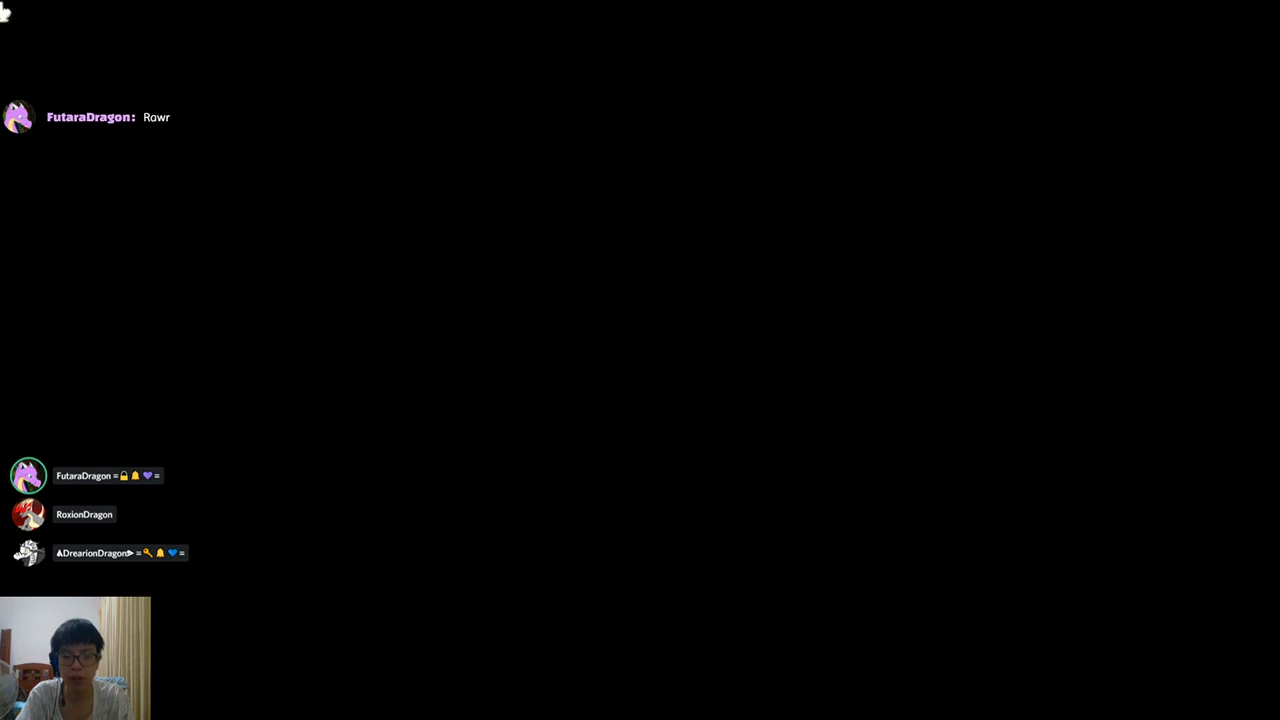 FutaraDragon: Rawr
FutaraDragon =🔒🔔💜=
RoxionDragon
⋏DrearionDragon⪢ =🔑🔔💙=